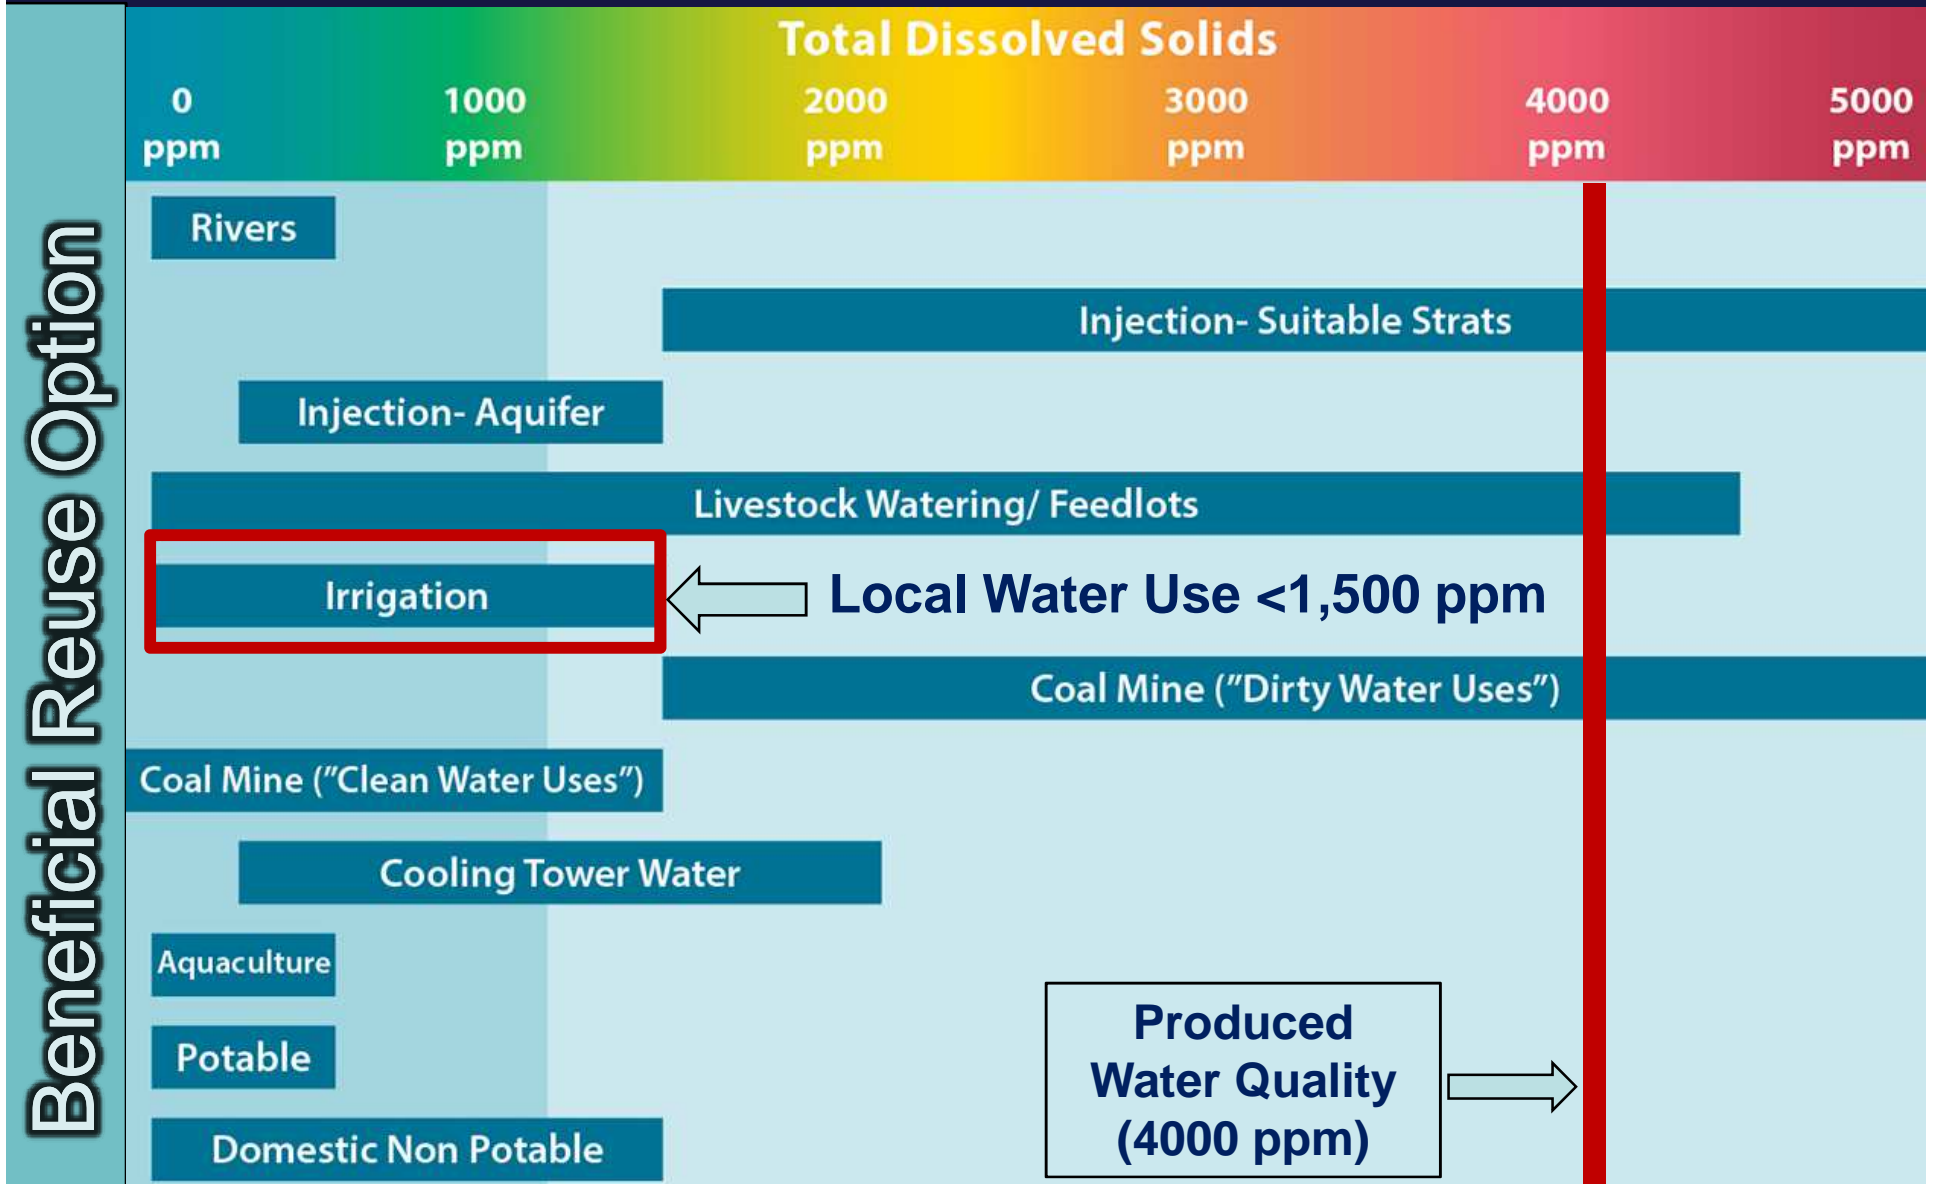 Total Dissolved Solids
0 1000 2000 3000 4000 5000
ppm ppm ppm ppm ppm ppm
Beneficial Reuse Option
Rivers
Injection- Suitable Strats
Injection- Aquifer
Livestock Watering/ Feedlots
Irrigation
Local Water Use <1,500 ppm
Coal Mine ("Dirty Water Uses")
Coal Mine ("Clean Water Uses")
Cooling Tower Water
Aquaculture
Potable
Domestic Non Potable
Produced
Water Quality
(4000 ppm)